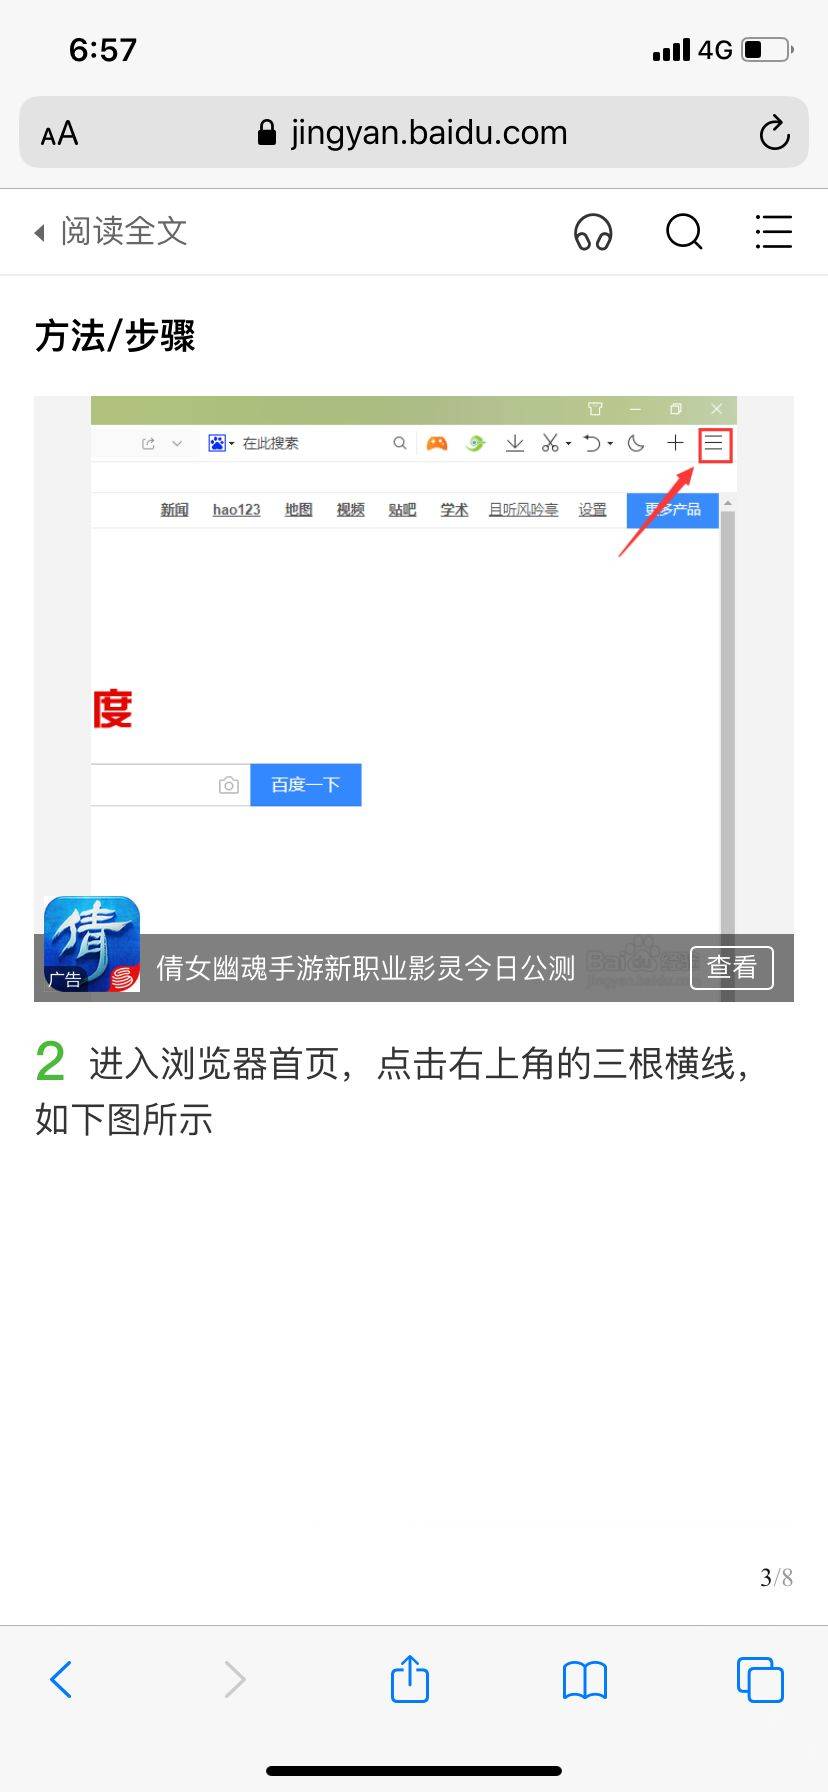 6:57
4G
AA
jingyan.baidu.com
阅读全文
方法/步骤
在此搜索
新闻 hao123 地图 视频 贴吧 学术 且听风吟亭 设置 更多产品
度
百度一下
倩
广告
倩女幽魂手游新职业影灵今日公测
Baidu经验
jingyan.baidu.com
查看
2 进入浏览器首页，点击右上角的三根横线，
如下图所示
3/8